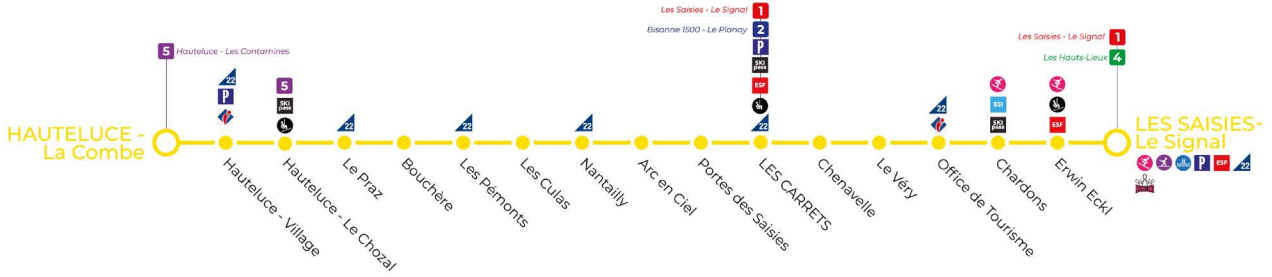 Les Saisies - Le Signal 1
Bisanne 1500 - Le Planay 2
P
SKI pass
ESF
22
Les Saisies - Le Signal 1
Les Hauts-Lieux 4
5 Hauteluce - Les Contamines
22
P
5
SKI pass
22
22
22
22
ESI
SKI pass
ESF
HAUTELUCE -
La Combe
LES SAISIES-
Le Signal
P ESF 22
Hauteluce - Village
Hauteluce - Le Chozal
Le Praz
Bouchère
Les Pémonts
Les Culas
Nantailly
Arc en Ciel
Portes des Saisies
LES CARRETS
Chenavelle
Le Véry
Office de Tourisme
Chardons
Erwin Eckl